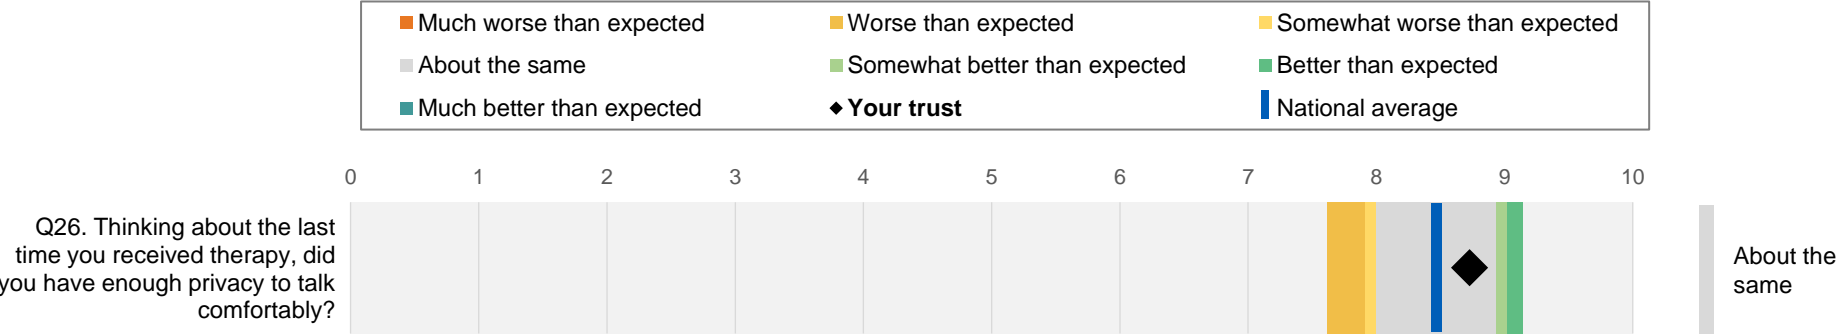 Much worse than expected
Worse than expected
Somewhat worse than expected
About the same
Somewhat better than expected
Better than expected
Much better than expected
Your trust
National average
0 1 2 3 4 5 6 7 8 9 10
Q26. Thinking about the last
time you received therapy, did
you have enough privacy to talk
comfortably?
About the
same